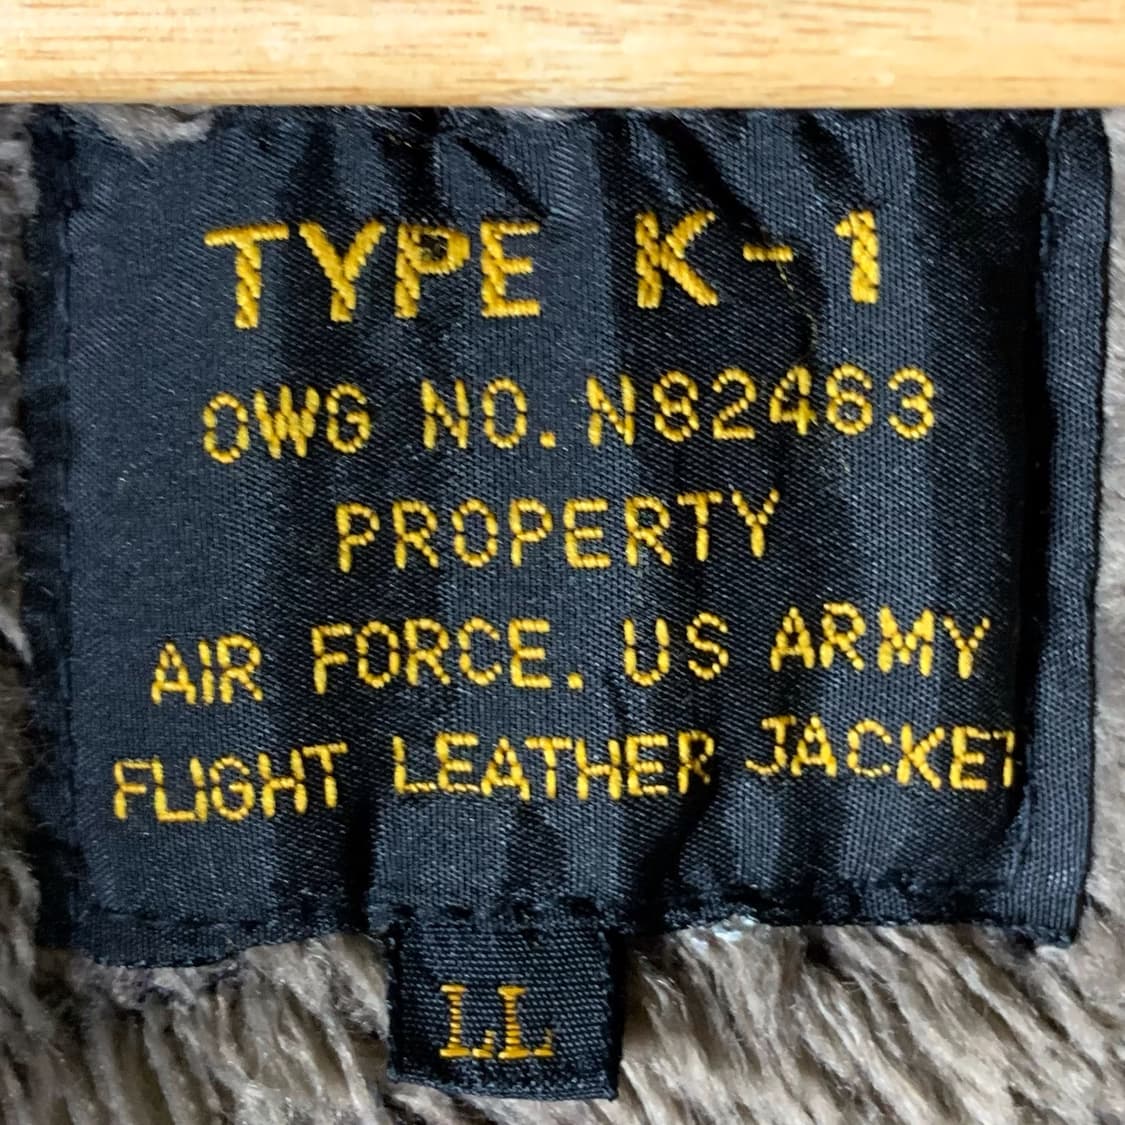 TYPE K-1
OWG NO. N82463
PROPERTY
AIR FORCE. US ARMY
FLIGHT LEATHER JACKET
LL